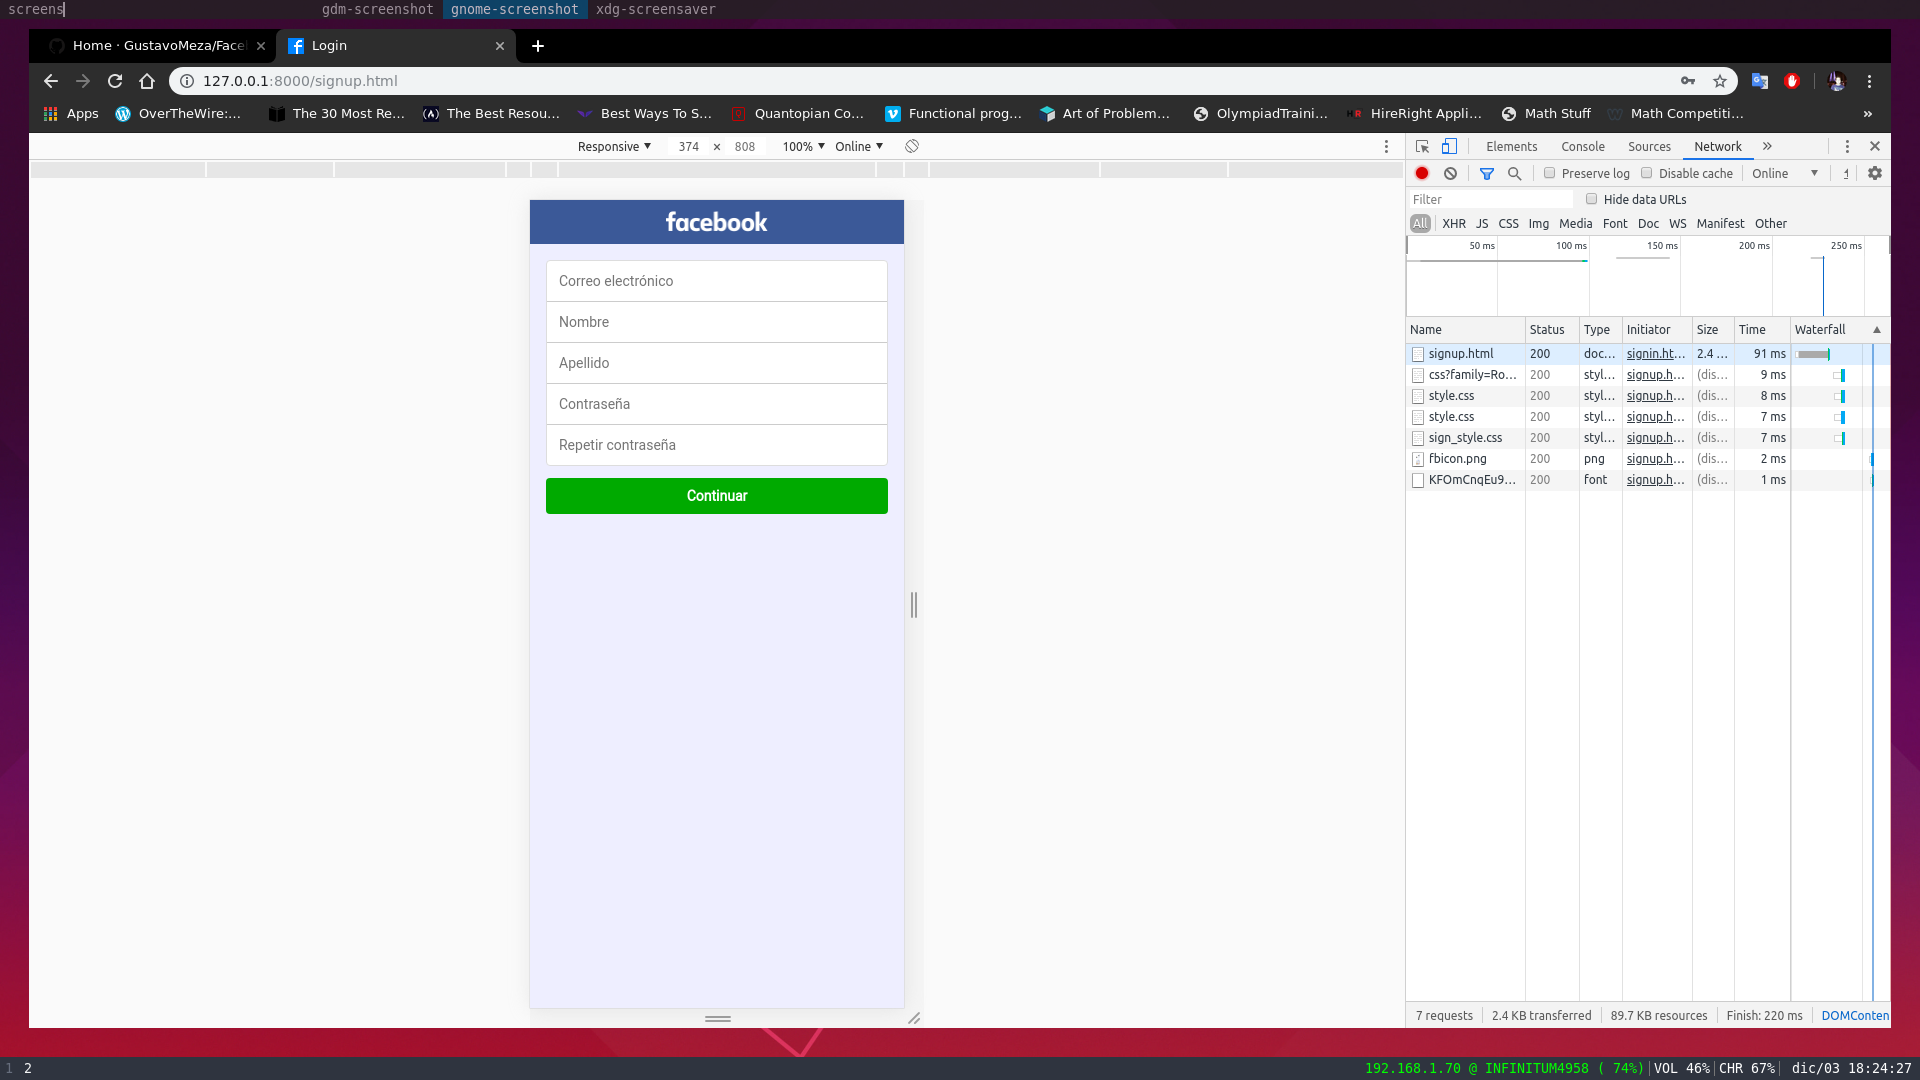 screens gdm-screenshot gnome-screenshot xdg-screensaver
Home · GustavoMeza/Face Login
127.0.0.1:8000/signup.html
Apps OverTheWire:... The 30 Most Re... The Best Resou... Best Ways To S... Quantopian Co... Functional prog... Art of Problem... OlympiadTraini... HireRight Appli... Math Stuff Math Competiti... »
Responsive 374 × 808 100% Online
Elements Console Sources Network »
Preserve log Disable cache Online
Filter Hide data URLs
All XHR JS CSS Img Media Font Doc WS Manifest Other
50 ms 100 ms 150 ms 200 ms 250 ms
facebook
Correo electrónico
Nombre
Apellido
Contraseña
Repetir contraseña
Continuar
Name Status Type Initiator Size Time Waterfall
signup.html 200 doc... signin.ht... 2.4 ... 91 ms
css?family=Ro... 200 styl... signup.h... (dis... 9 ms
style.css 200 styl... signup.h... (dis... 8 ms
style.css 200 styl... signup.h... (dis... 7 ms
sign_style.css 200 styl... signup.h... (dis... 7 ms
fbicon.png 200 png signup.h... (dis... 2 ms
KFOmCnqEu9... 200 font signup.h... (dis... 1 ms
7 requests 2.4 KB transferred 89.7 KB resources Finish: 220 ms DOMConten
1 2 192.168.1.70 @ INFINITUM4958 ( 74%) VOL 46% CHR 67% dic/03 18:24:27